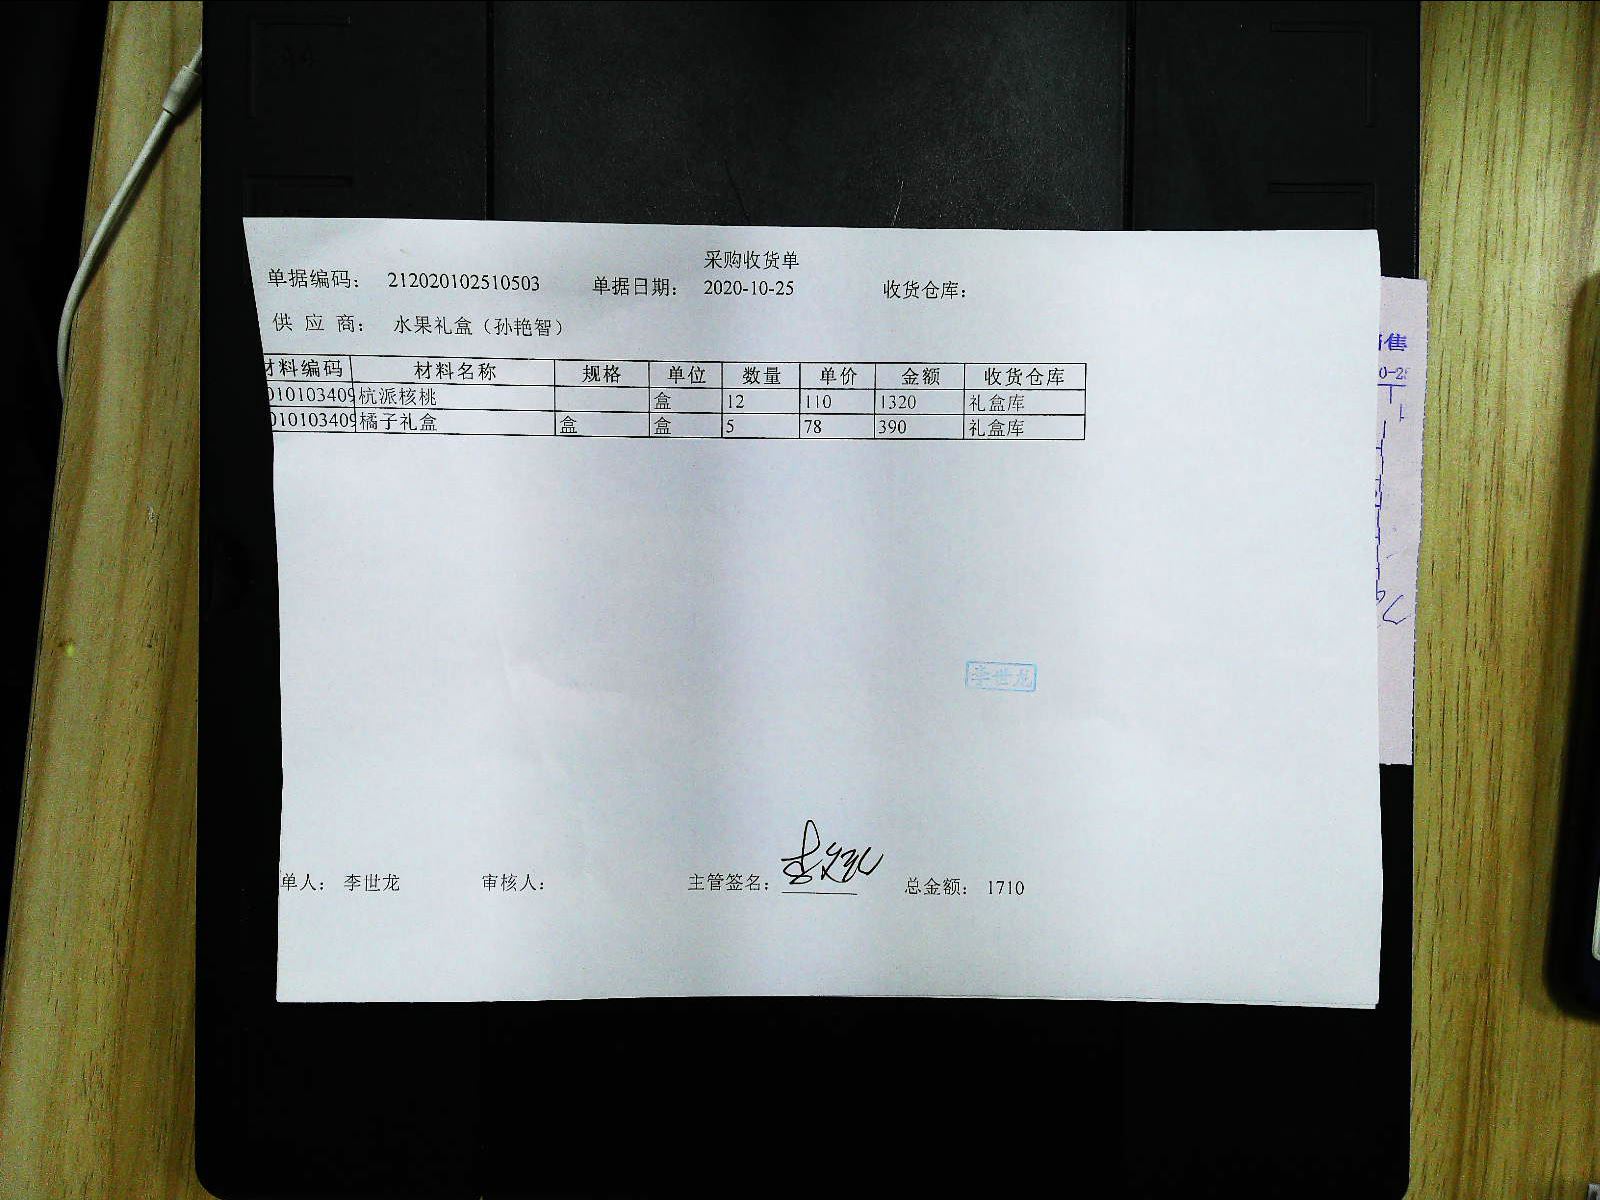 采购收货单
单据编码： 212020102510503 单据日期： 2020-10-25 收货仓库：
供 应 商： 水果礼盒（孙艳智）
材料编码 材料名称 规格 单位 数量 单价 金额 收货仓库
010103409 杭派核桃 盒 12 110 1320 礼盒库
010103409 橘子礼盒 盒 盒 5 78 390 礼盒库
李世龙
单人： 李世龙 审核人： 主管签名： 总金额： 1710
售
0-2